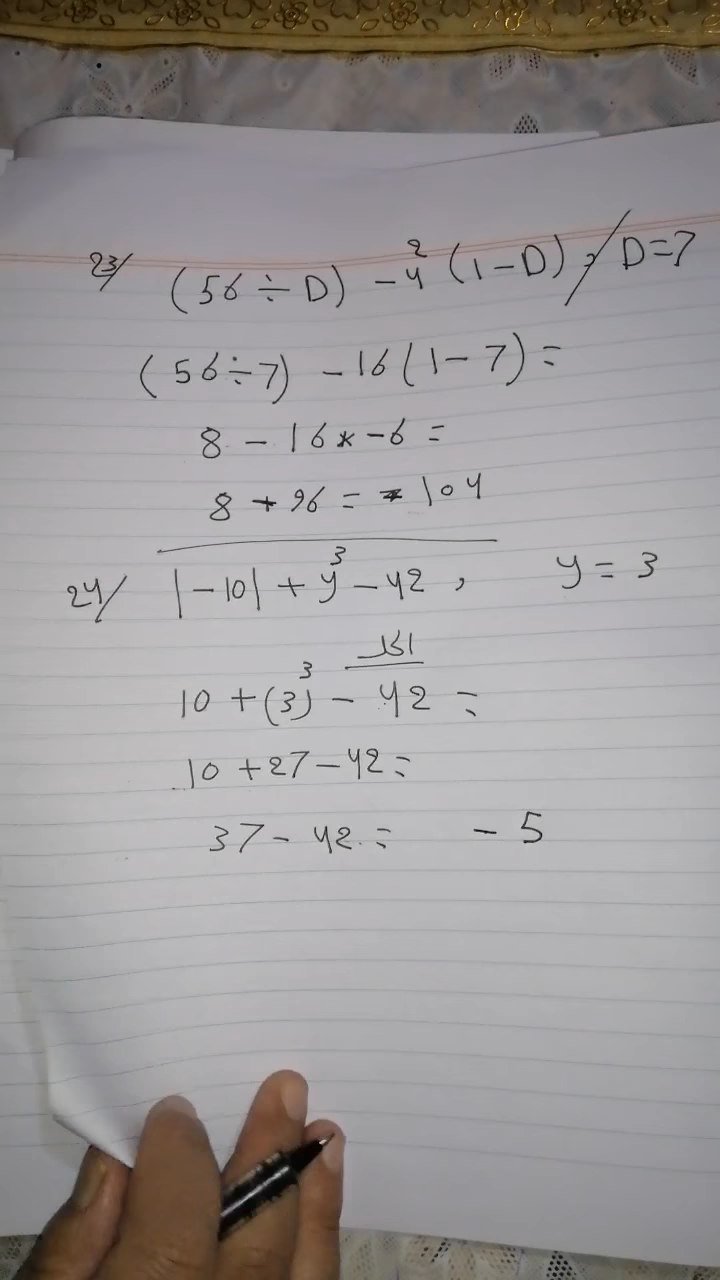 23/ (56 ÷ D) - 4² (1 - D), / D = 7
(56 ÷ 7) - 16 (1 - 7) =
8 - 16 * -6 =
8 + 96 = 104
24/ |-10| + y³ - 42 , y = 3
الحل
10 + (3)³ - 42 =
10 + 27 - 42 =
37 - 42 = - 5